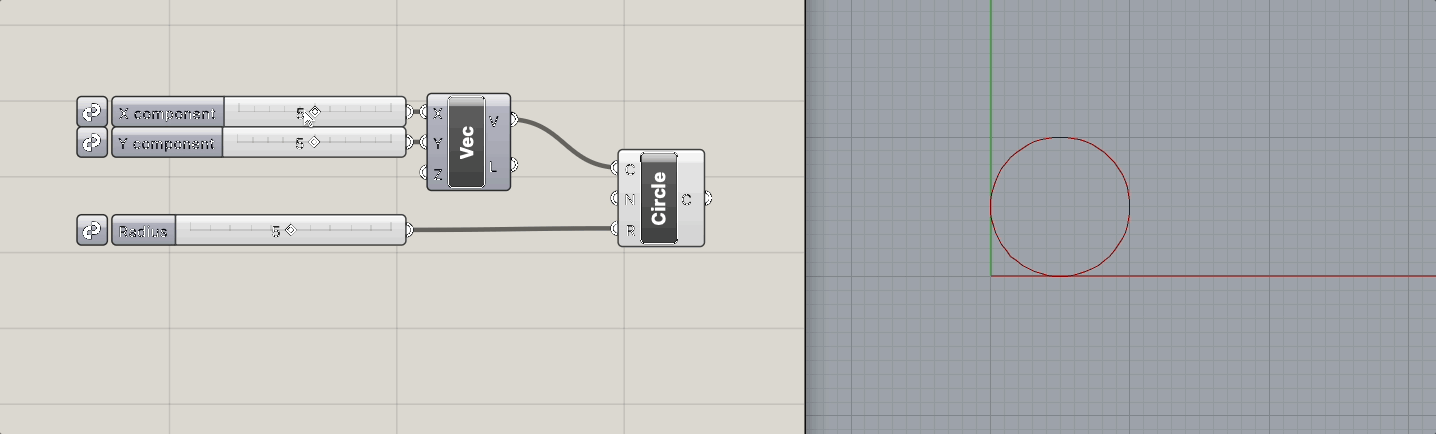 X component 5
Y component 5
X
Y
Z
Vec
V
L
Radius 5
C
N
R
Circle
C